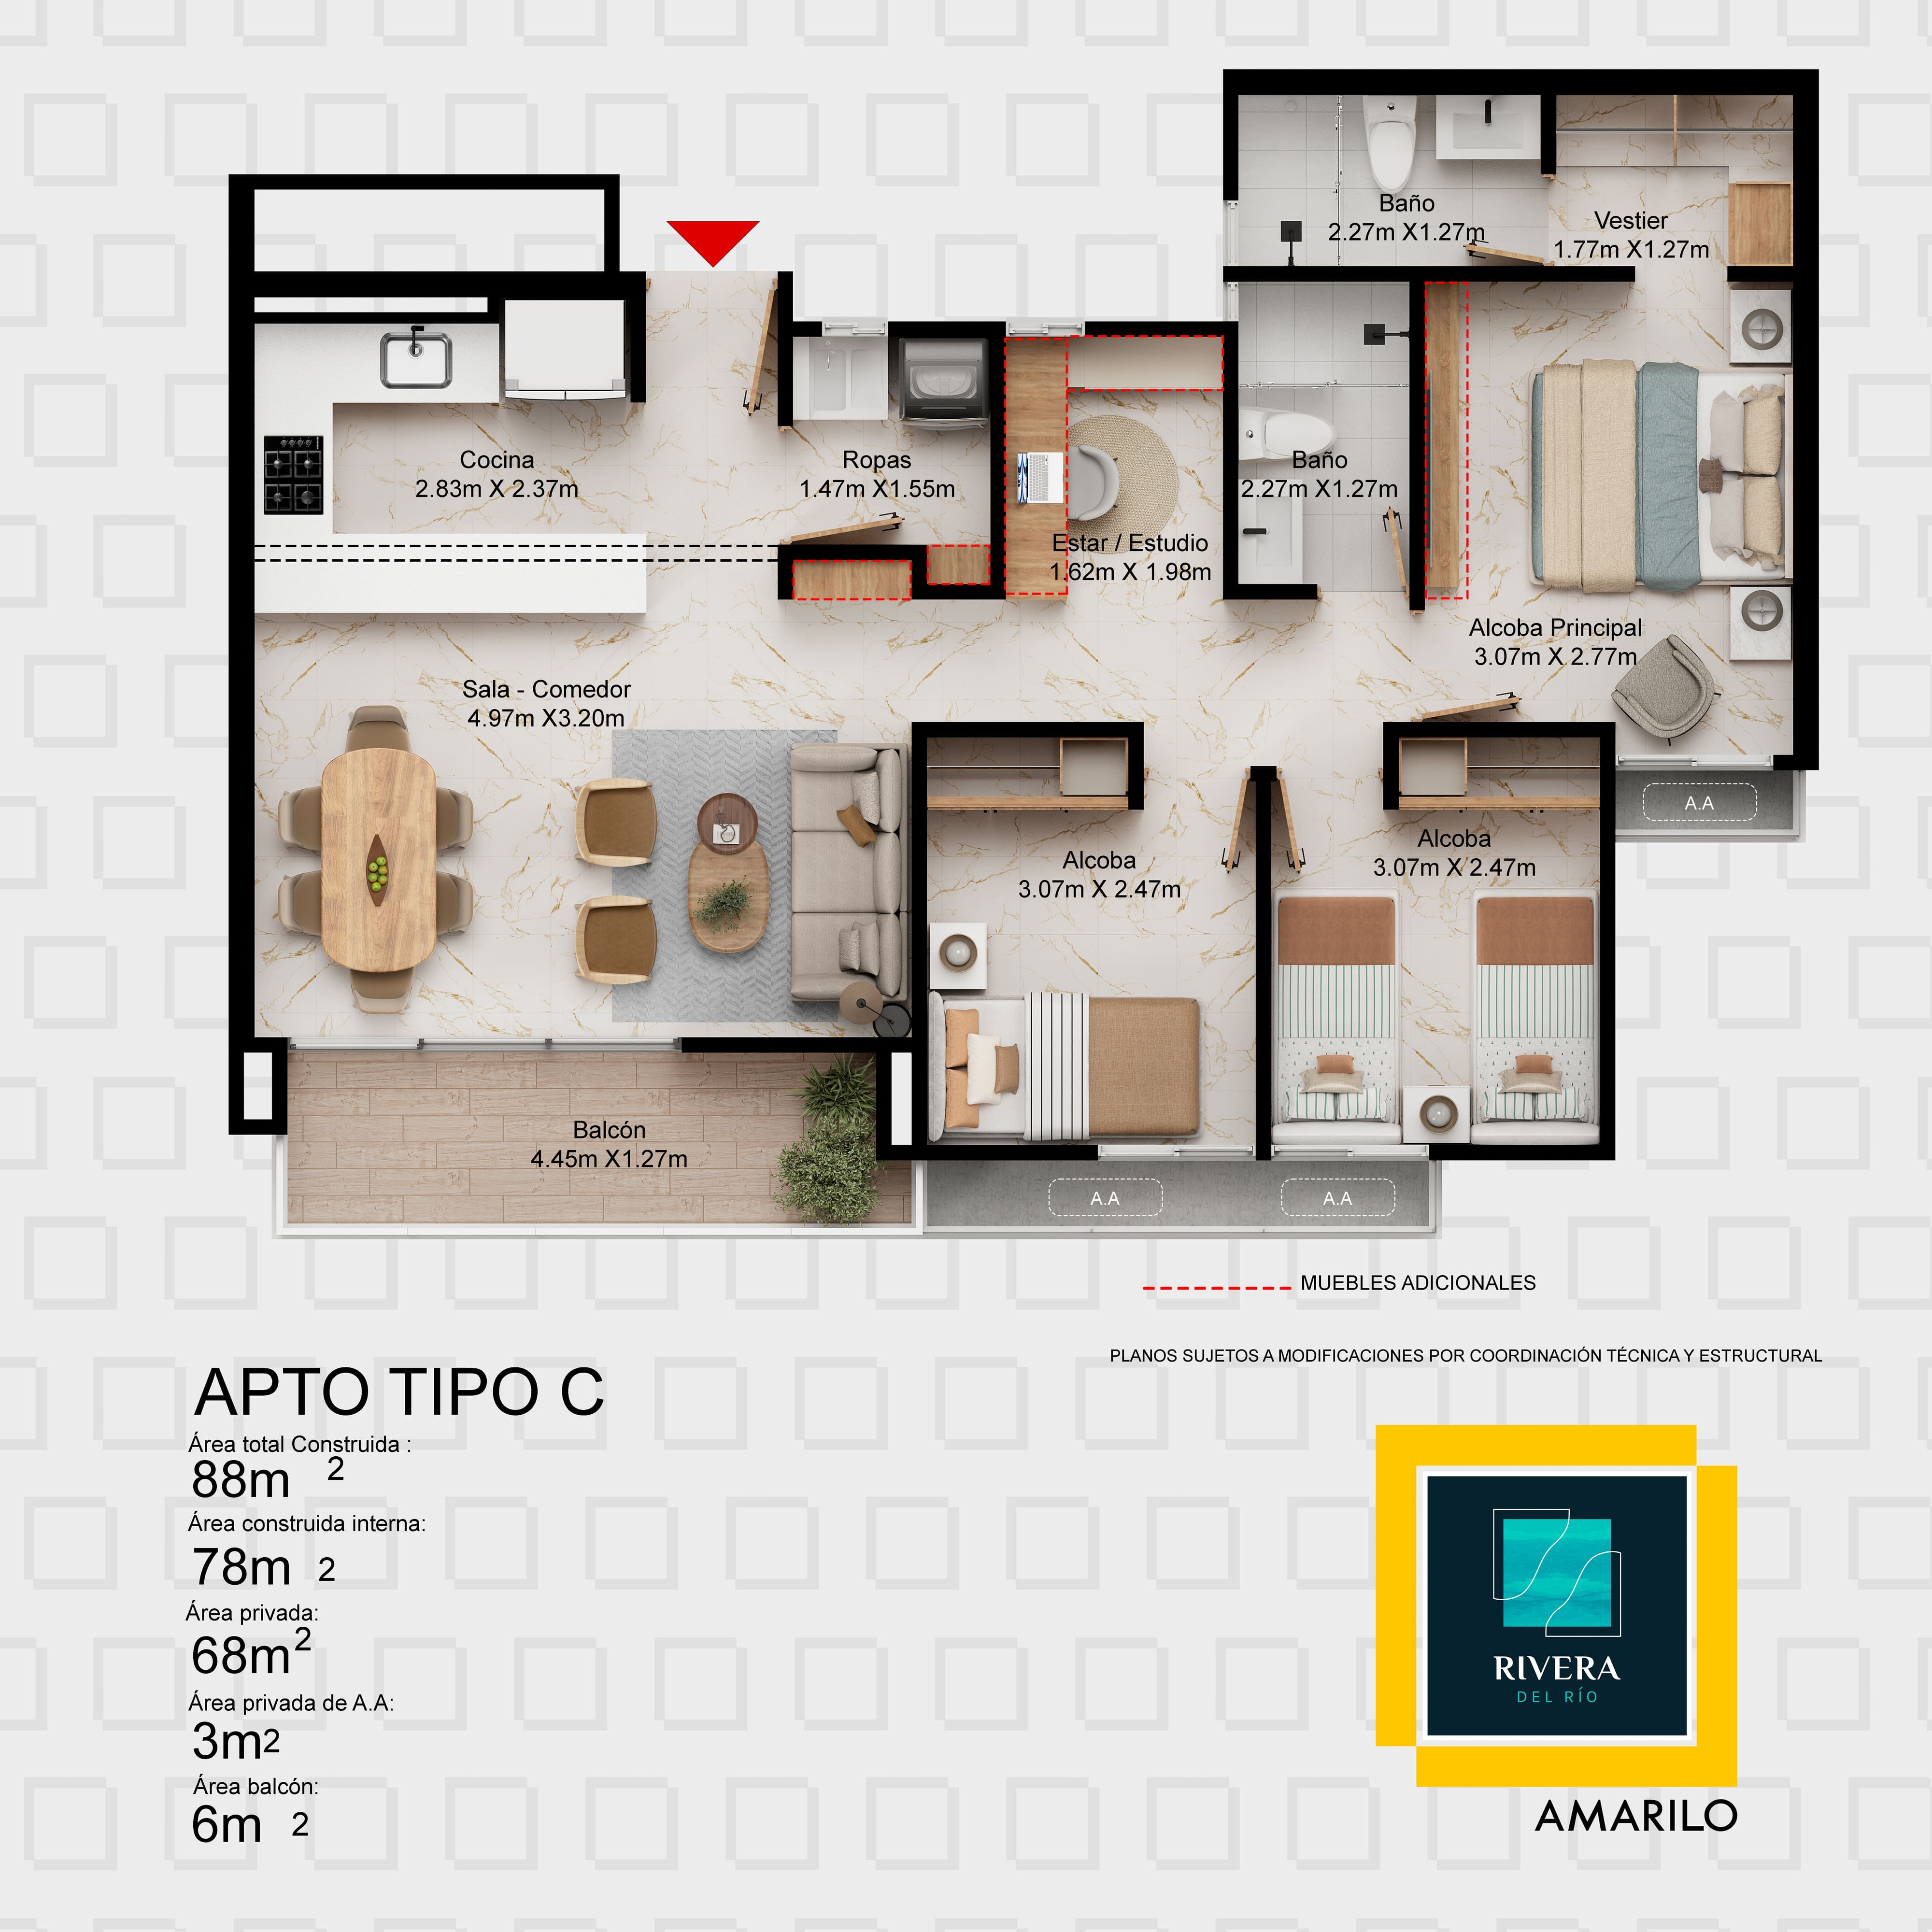 Baño
2.27m X1.27m
Vestier
1.77m X1.27m
Cocina
2.83m X 2.37m
Ropas
1.47m X1.55m
Baño
2.27m X1.27m
Estar / Estudio
1.62m X 1.98m
Alcoba Principal
3.07m X 2.77m
Sala - Comedor
4.97m X3.20m
A.A
Alcoba
3.07m X 2.47m
Alcoba
3.07m X 2.47m
Balcón
4.45m X1.27m
A.A
A.A
MUEBLES ADICIONALES
PLANOS SUJETOS A MODIFICACIONES POR COORDINACIÓN TÉCNICA Y ESTRUCTURAL
APTO TIPO C
Área total Construida :
88m 2
Área construida interna:
78m 2
Área privada:
68m2
Área privada de A.A:
3m2
Área balcón:
6m 2
RIVERA
DEL RÍO
AMARILO